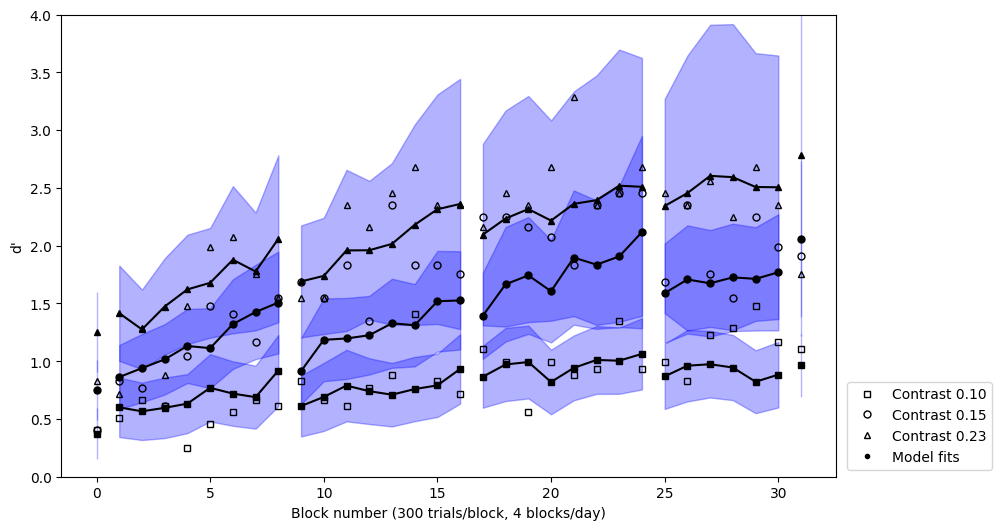 4.0
3.5
3.0
2.5
2.0
1.5
1.0
0.5
0.0
d'
0 5 10 15 20 25 30
Block number (300 trials/block, 4 blocks/day)
Contrast 0.10
Contrast 0.15
Contrast 0.23
Model fits